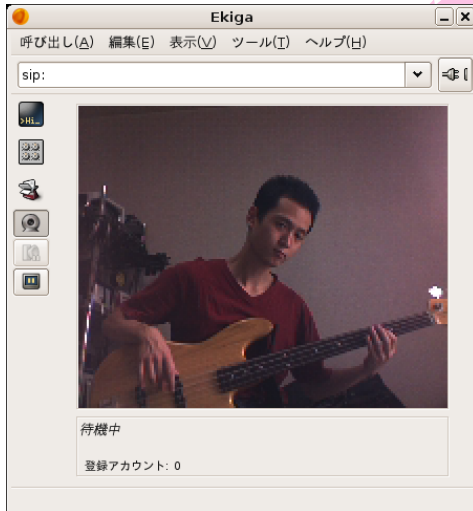 Ekiga
呼び出し(A) 編集(E) 表示(V) ツール(T) ヘルプ(H)
sip:
>Hi_
待機中
登録アカウント: 0